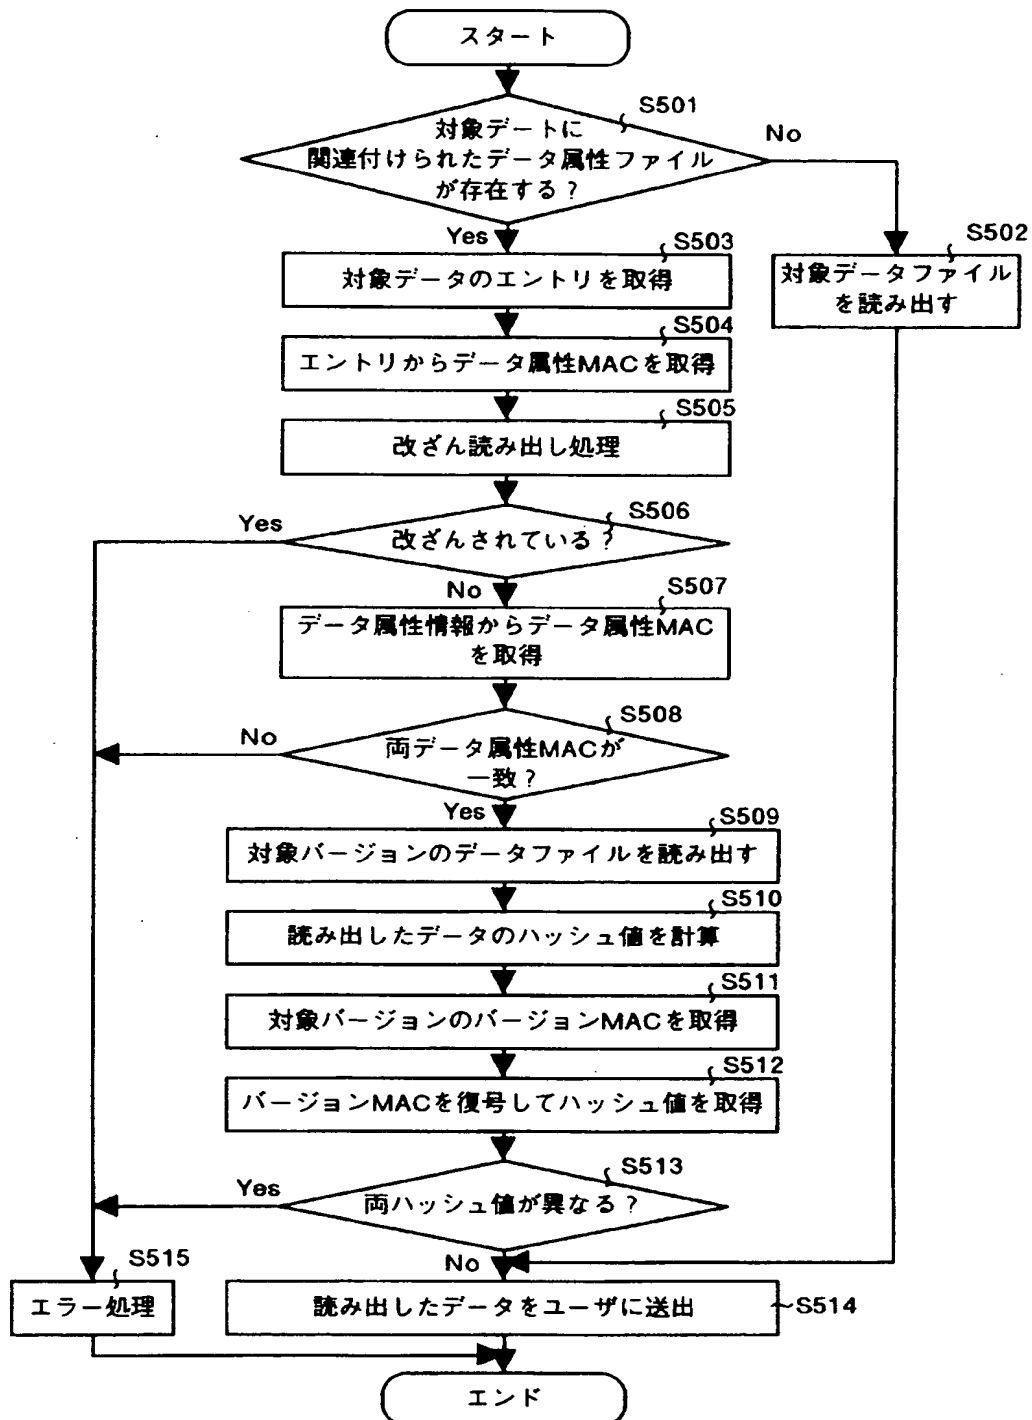 スタート
S501
対象デートに
関連付けられたデータ属性ファイル
が存在する？
No
Yes
S503
対象データのエントリを取得
S502
対象データファイル
を読み出す
S504
エントリからデータ属性MACを取得
S505
改ざん読み出し処理
S506
改ざんされている？
Yes
No
S507
データ属性情報からデータ属性MAC
を取得
S508
両データ属性MACが
一致？
No
Yes
S509
対象バージョンのデータファイルを読み出す
S510
読み出したデータのハッシュ値を計算
S511
対象バージョンのバージョンMACを取得
S512
バージョンMACを復号してハッシュ値を取得
S513
両ハッシュ値が異なる？
Yes
No
S515
エラー処理
読み出したデータをユーザに送出
S514
エンド